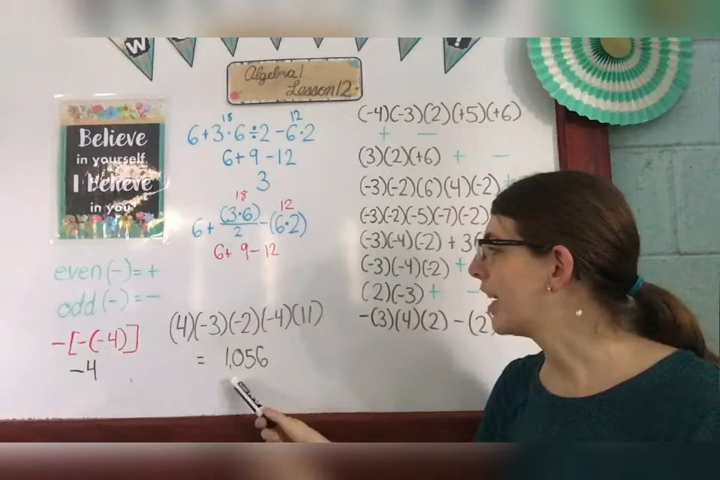 W
Algebra 1
Lesson 12
Believe
in yourself
I believe
in you
18 12
6+3·6÷2-6·2
6+9-12
3
18 12
6+(3·6)/2-(6·2)
6+9-12
even(-)=+
odd(-)=-
-[-(-4)]
-4
(4)(-3)(-2)(-4)(11)
= 1,056
(-4)(-3)(2)(+5)(+6)
+ -
(3)(2)(+6) + -
(-3)(-2)(6)(4)(-2)
(-3)(-2)(-5)(-7)(-2)
(-3)(-4)(-2) + 3
(-3)(-4)(-2) +
(2)(-3) + -
-(3)(4)(2) - (2